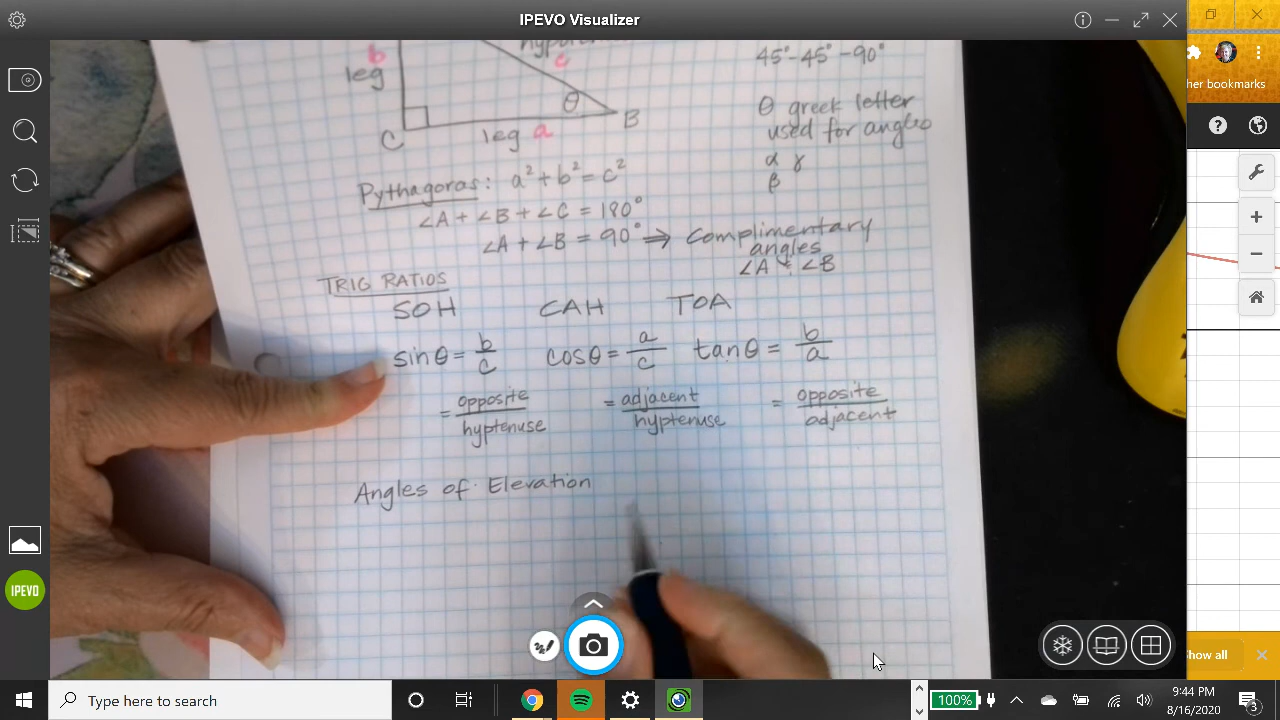 IPEVO Visualizer
b
c
45°-45°-90°
leg
her bookmarks
θ
θ greek letter
used for angles
B
C
leg a
α γ
β
Pythagoras: a² + b² = c²
∠A + ∠B + ∠C = 180°
∠A + ∠B = 90° ⇒ Complimentary
angles
∠A + ∠B
TRIG RATIOS
SOH CAH TOA
sin θ = b/c cos θ = a/c tan θ = b/a
= opposite/hyptenuse = adjacent/hyptenuse = opposite/adjacent
Angles of Elevation
IPEVO
Show all
Type here to search
100%
9:44 PM
8/16/2020
3